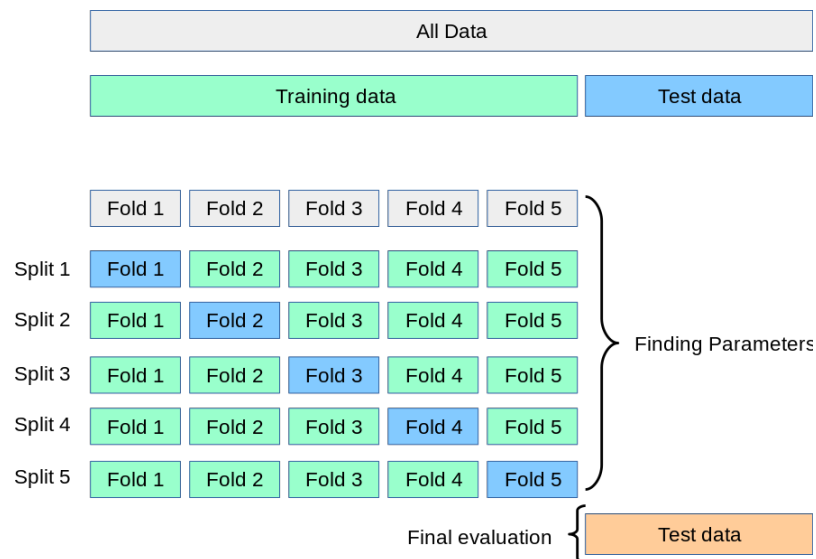 All Data
Training data Test data
Fold 1 Fold 2 Fold 3 Fold 4 Fold 5
Split 1 Fold 1 Fold 2 Fold 3 Fold 4 Fold 5
Split 2 Fold 1 Fold 2 Fold 3 Fold 4 Fold 5
Finding Parameters
Split 3 Fold 1 Fold 2 Fold 3 Fold 4 Fold 5
Split 4 Fold 1 Fold 2 Fold 3 Fold 4 Fold 5
Split 5 Fold 1 Fold 2 Fold 3 Fold 4 Fold 5
Final evaluation Test data